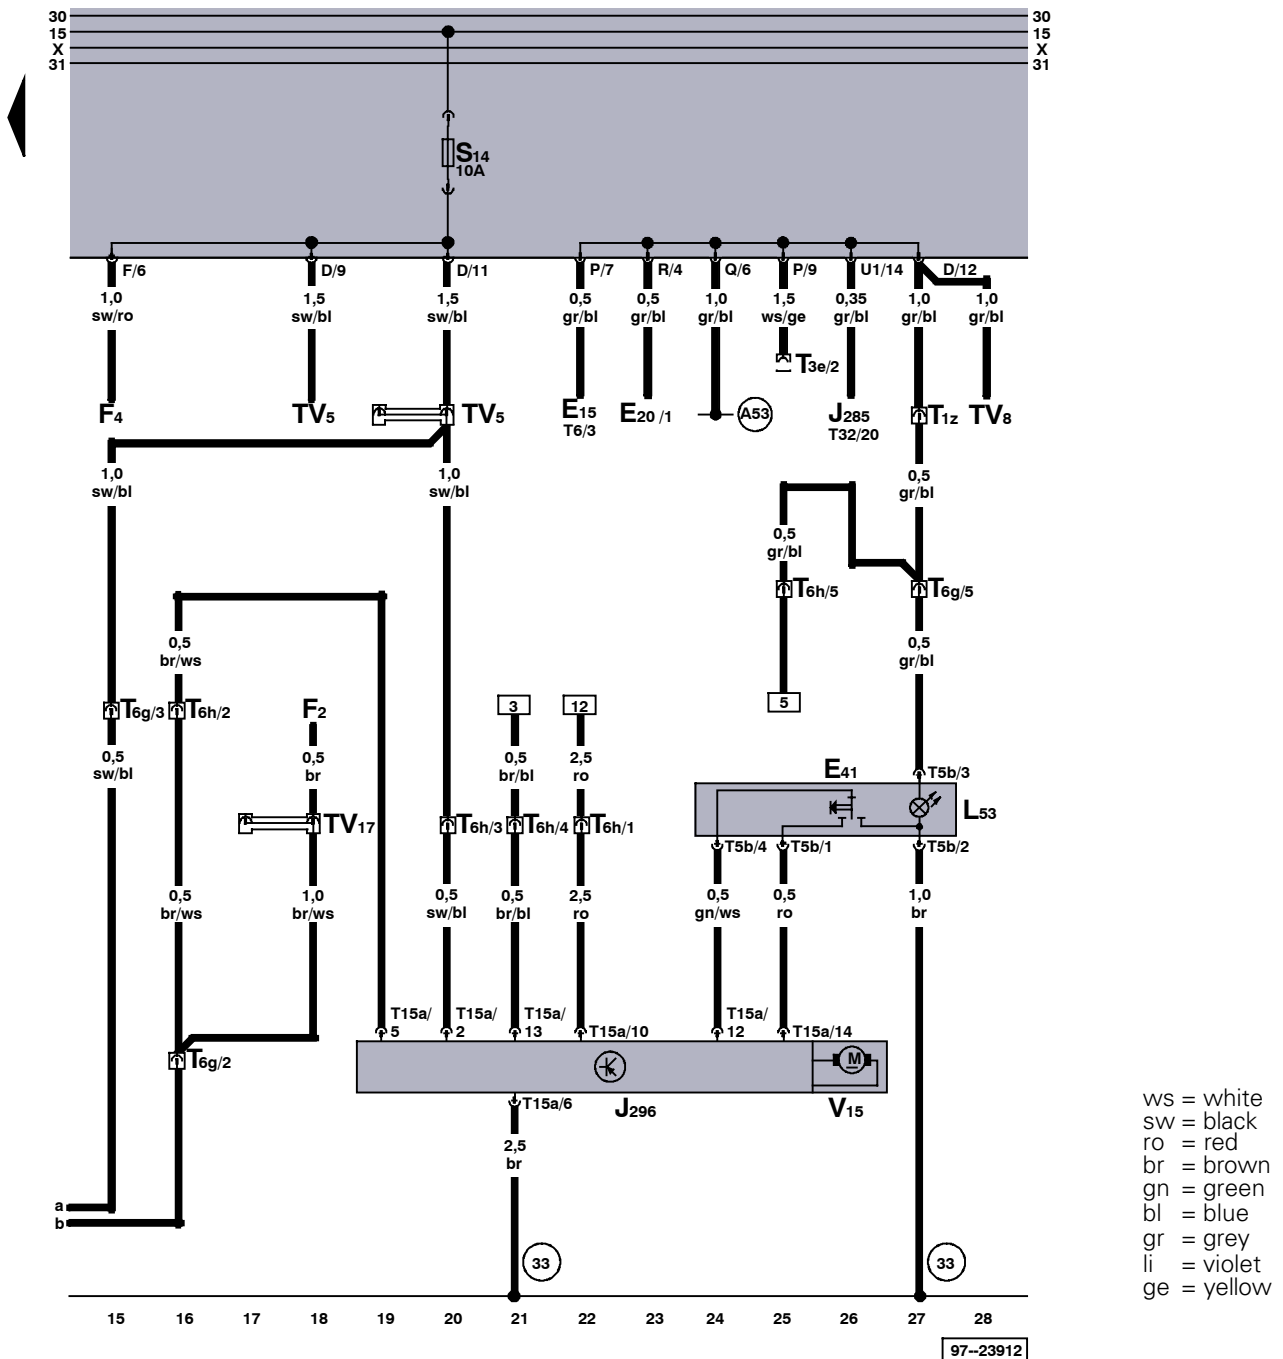 30 30
15 15
X X
31 31
S14
10A
F/6 D/9 D/11 P/7 R/4 Q/6 P/9 U1/14 D/12
1,0 1,5 1,5 0,5 0,5 1,0 1,5 0,35 1,0 1,0
sw/ro sw/bl sw/bl gr/bl gr/bl gr/bl ws/ge gr/bl gr/bl gr/bl
T3e/2
F4 TV5 TV5 E15 E20 /1 A53 J285 T1z TV8
T6/3 T32/20
1,0 1,0 0,5
sw/bl sw/bl gr/bl
0,5
gr/bl
T6h/5 T6g/5
0,5 0,5
br/ws gr/bl
T6g/3 T6h/2 F2 3 12 5
0,5 0,5 0,5 2,5
sw/bl br br/bl ro
E41 T5b/3
TV17 T6h/3 T6h/4 T6h/1 L53
T5b/4 T5b/1 T5b/2
0,5 1,0 0,5 0,5 2,5 0,5 0,5 1,0
br/ws br/ws sw/bl br/bl ro gn/ws ro br
T15a/ T15a/ T15a/ T15a/
5 2 13 T15a/10 12 T15a/14
T6g/2 M
T15a/6 J296 V15
2,5
br
a
b
33 33
15 16 17 18 19 20 21 22 23 24 25 26 27 28
97--23912
ws = white
sw = black
ro = red
br = brown
gn = green
bl = blue
gr = grey
li = violet
ge = yellow